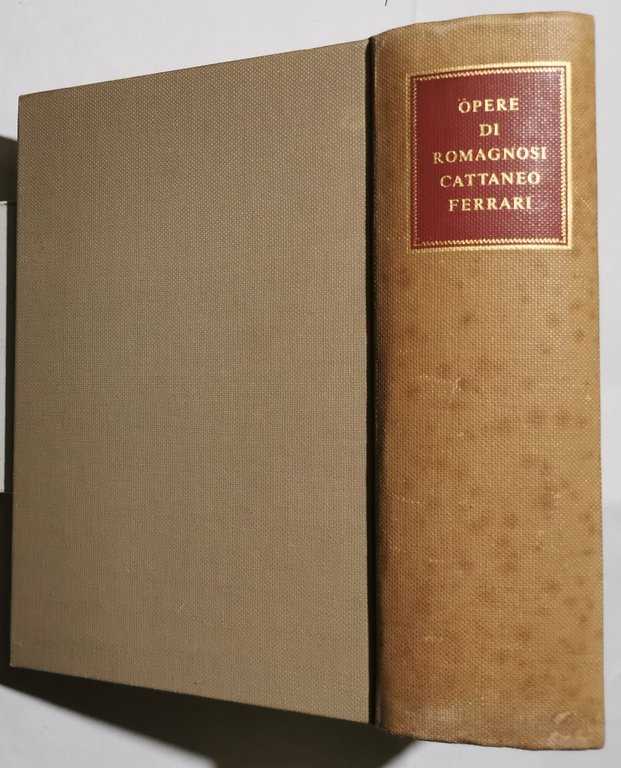 OPERE
DI
ROMAGNOSI
CATTANEO
FERRARI